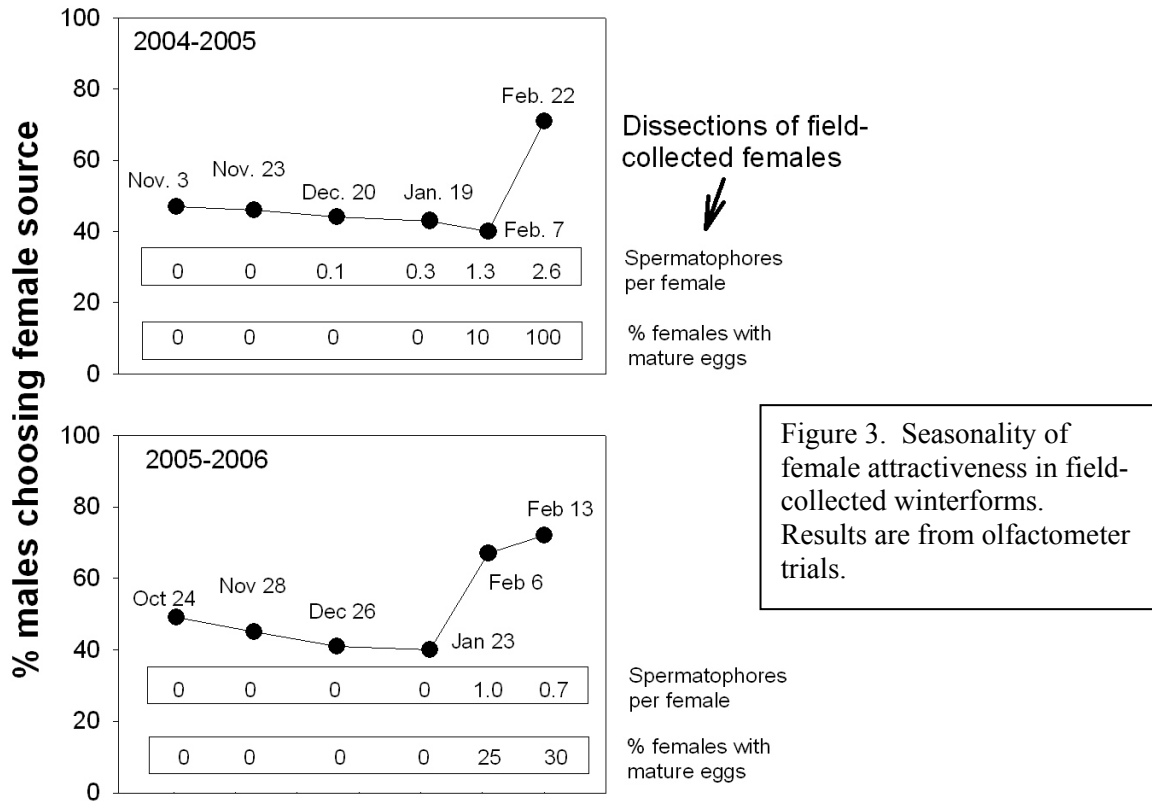 % males choosing female source
100
80
60
40
20
0
2004-2005
Nov. 3
Nov. 23
Dec. 20
Jan. 19
Feb. 7
Feb. 22
0 0 0.1 0.3 1.3 2.6
0 0 0 0 10 100
Dissections of field-
collected females
Spermatophores
per female
% females with
mature eggs
100
80
60
40
20
0
2005-2006
Oct 24
Nov 28
Dec 26
Jan 23
Feb 6
Feb 13
0 0 0 0 1.0 0.7
0 0 0 0 25 30
Spermatophores
per female
% females with
mature eggs
Figure 3. Seasonality of
female attractiveness in field-
collected winterforms.
Results are from olfactometer
trials.